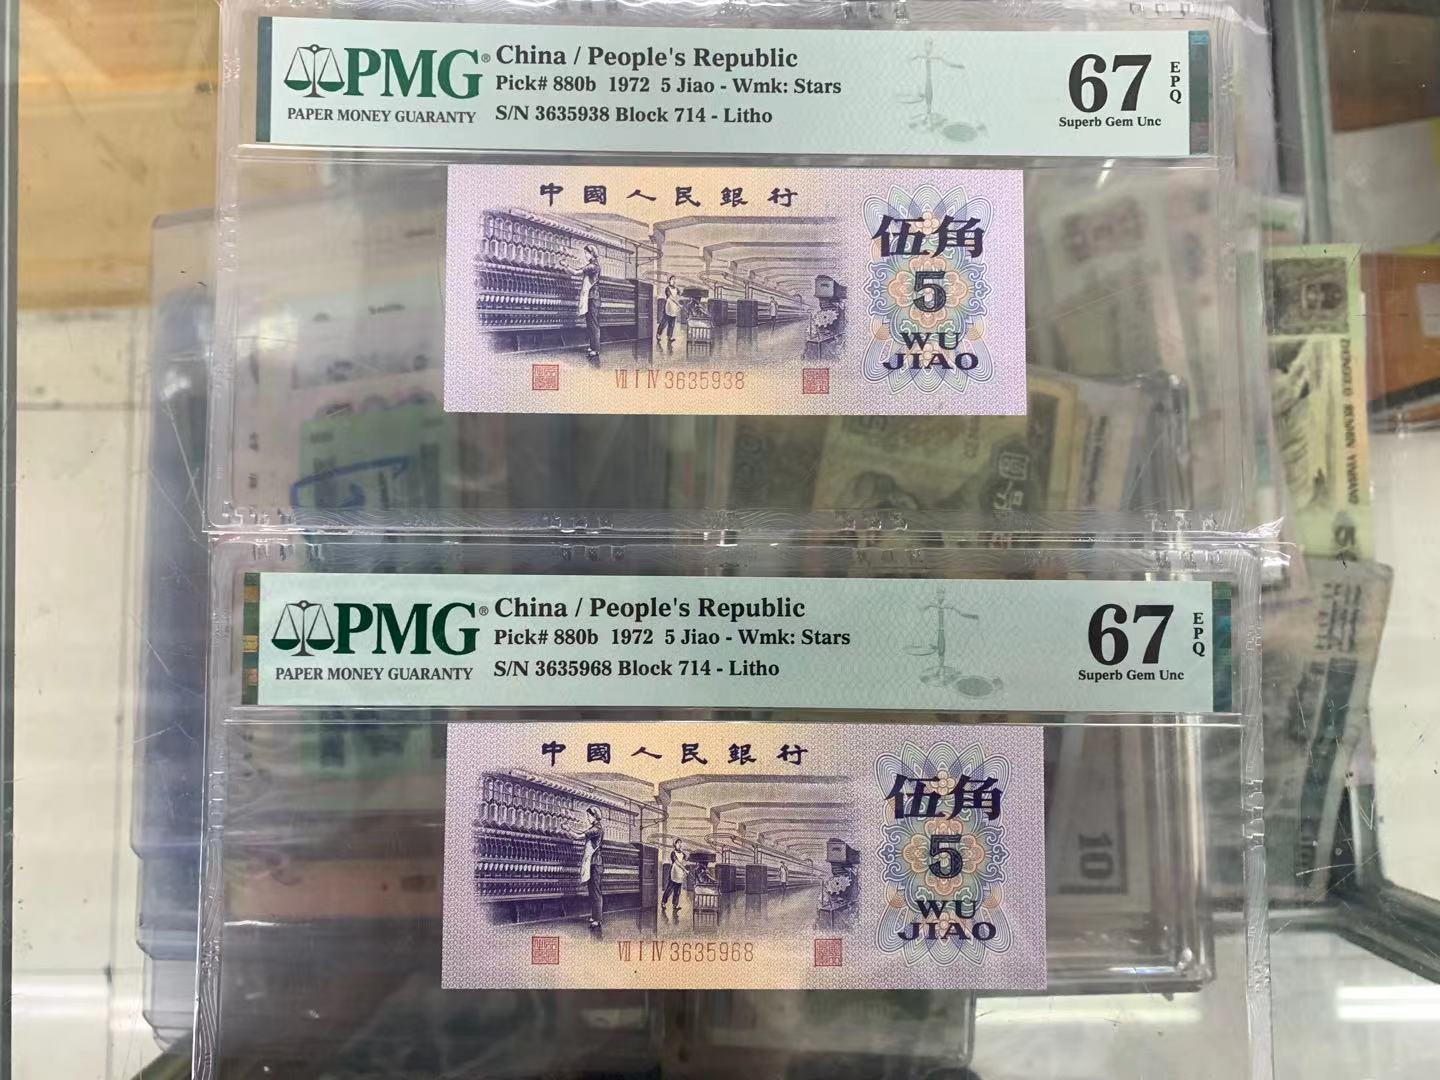 PMG® China / People's Republic
PAPER MONEY GUARANTY
Pick# 880b 1972 5 Jiao - Wmk: Stars
S/N 3635938 Block 714 - Litho
67 EPQ
Superb Gem Unc
中國人民銀行
伍角
5
WU
JIAO
Ⅶ Ⅰ Ⅳ 3635938
PMG® China / People's Republic
PAPER MONEY GUARANTY
Pick# 880b 1972 5 Jiao - Wmk: Stars
S/N 3635968 Block 714 - Litho
67 EPQ
Superb Gem Unc
中國人民銀行
伍角
5
WU
JIAO
Ⅶ Ⅰ Ⅳ 3635968
10